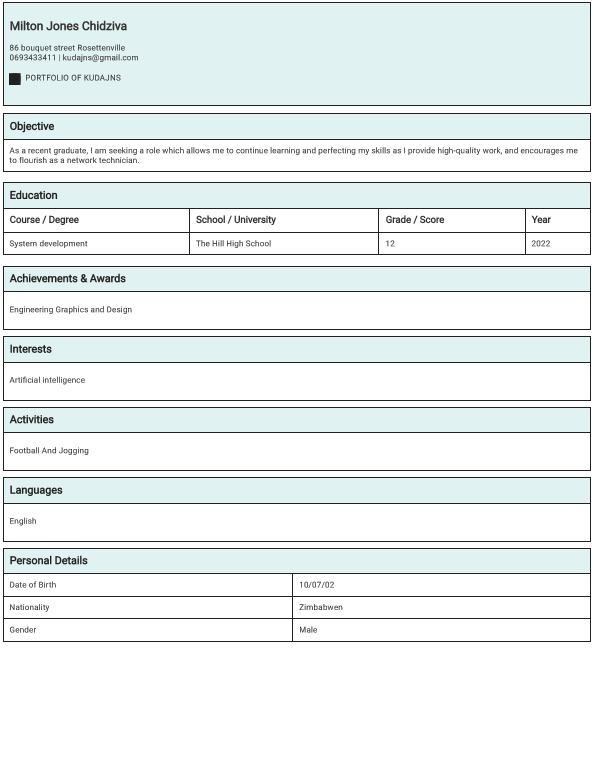 Milton Jones Chidziva
86 bouquet street Rosettenville
0693433411 | kudajns@gmail.com
PORTFOLIO OF KUDAJNS
Objective
As a recent graduate, I am seeking a role which allows me to continue learning and perfecting my skills as I provide high-quality work, and encourages me
to flourish as a network technician.
Education
Course / Degree School / University Grade / Score Year
System development The Hill High School 12 2022
Achievements & Awards
Engineering Graphics and Design
Interests
Artificial intelligence
Activities
Football And Jogging
Languages
English
Personal Details
Date of Birth 10/07/02
Nationality Zimbabwen
Gender Male